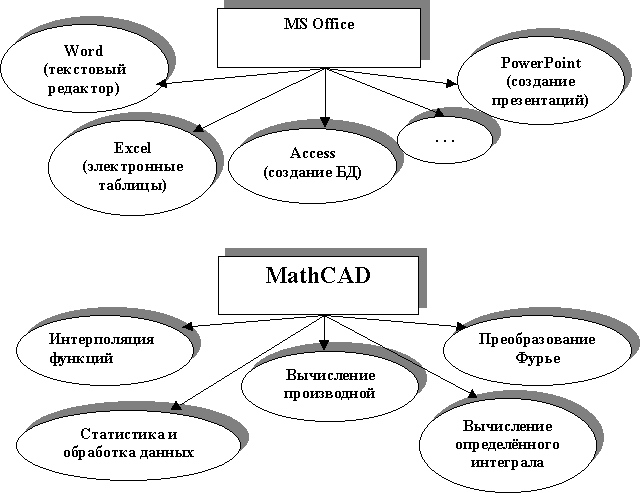 MS Office
Word
(текстовый
редактор)
PowerPoint
(создание
презентаций)
Excel
(электронные
таблицы)
Access
(создание БД)
. . .
MathCAD
Интерполяция
функций
Преобразование
Фурье
Вычисление
производной
Статистика и
обработка данных
Вычисление
определённого
интеграла